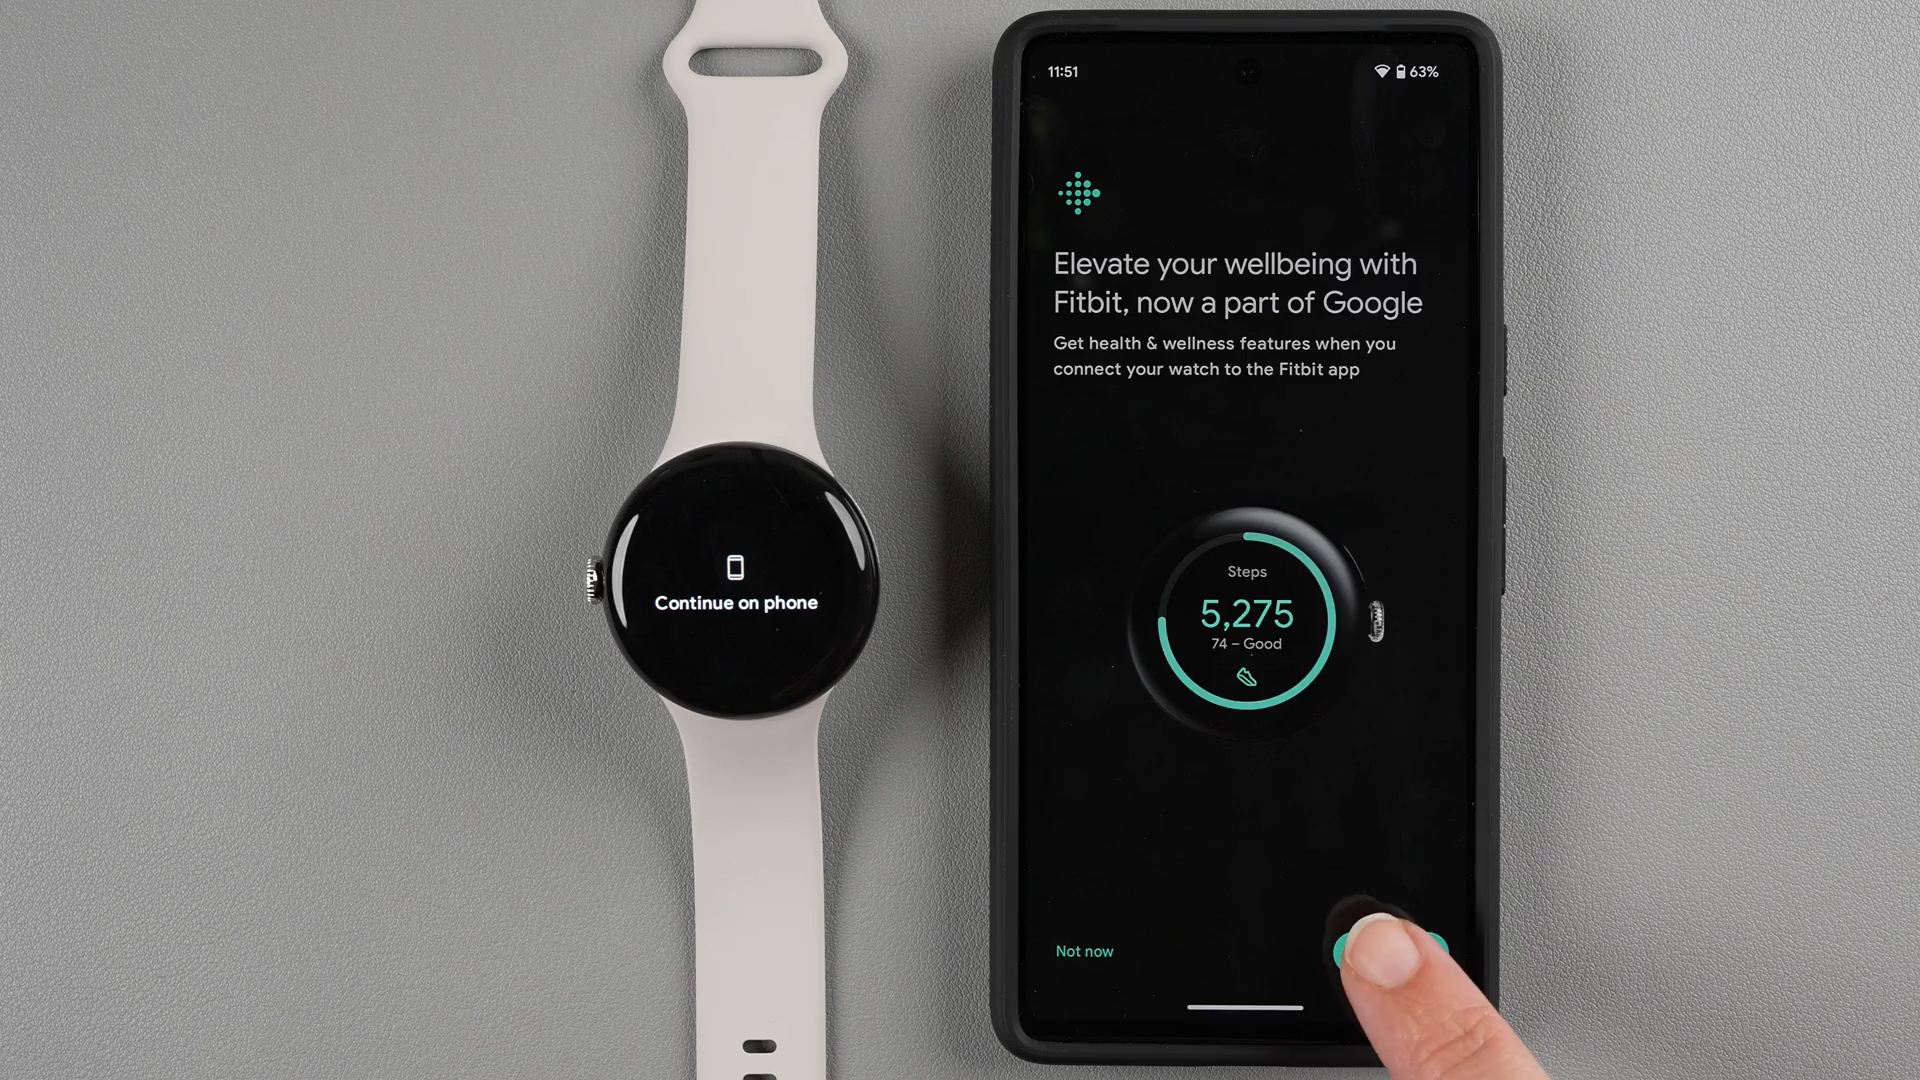 Continue on phone
11:51
63%
Elevate your wellbeing with
Fitbit, now a part of Google
Get health & wellness features when you
connect your watch to the Fitbit app
Steps
5,275
74 – Good
Not now